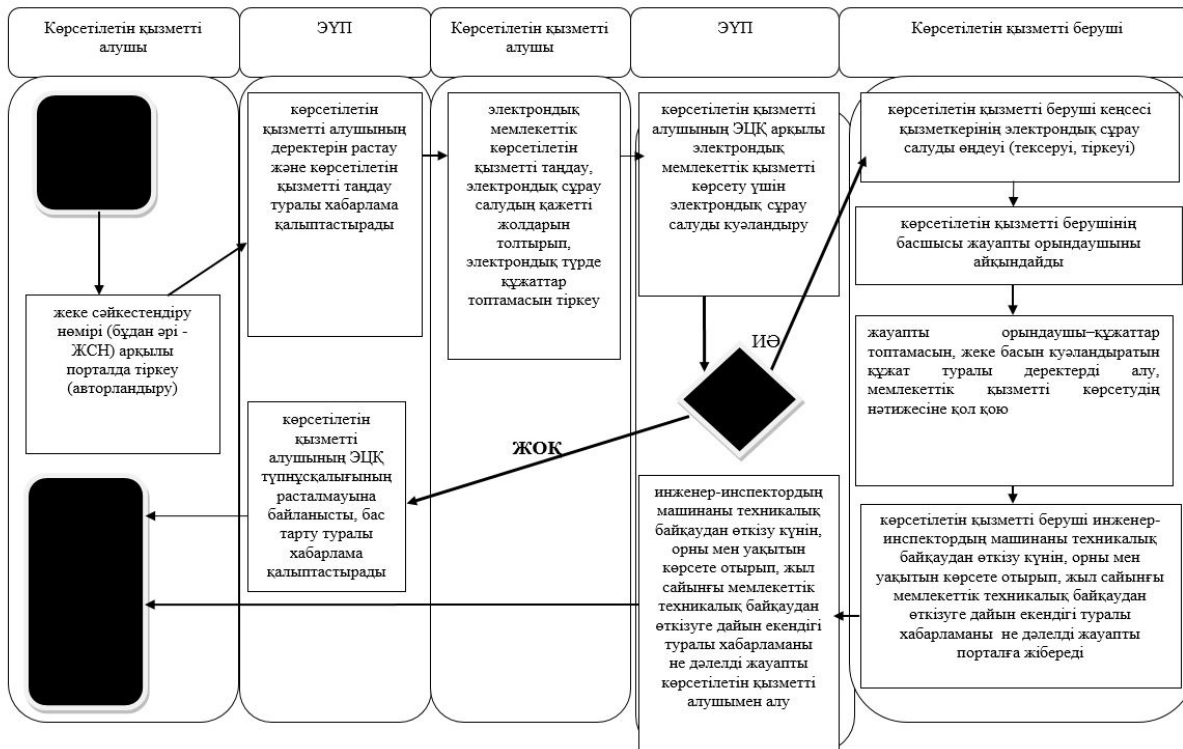 Көрсетілетін қызметті
алушы
ЭҮП
Көрсетілетін қызметті
алушы
ЭҮП
Көрсетілетін қызметті беруші
жеке сәйкестендіру
нөмірі (бұдан әрі -
ЖСН) арқылы
порталда тіркеу
(авторландыру)
көрсетілетін
қызметті алушының
деректерін растау
және көрсетілетін
қызметті таңдау
туралы хабарлама
қалыптастырады
электрондық
мемлекеттік
көрсетілетін
қызметті таңдау,
электрондық сұрау
салудың қажетті
жолдарын
толтырып,
электрондық түрде
құжаттар
топтамасын тіркеу
көрсетілетін қызметті
алушының ЭЦҚ арқылы
электрондық
мемлекеттік қызметті
көрсету үшін
электрондық сұрау
салуды куәландыру
ИӘ
ЖОҚ
көрсетілетін
қызметті
алушының ЭЦҚ
түпнұсқалығының
расталмауына
байланысты, бас
тарту туралы
хабарлама
қалыптастырады
көрсетілетін қызметті беруші кеңсесі
қызметкерінің электрондық сұрау
салуды өңдеуі (тексеруі, тіркеуі)
көрсетілетін қызметті берушінің
басшысы жауапты орындаушыны
айқындайды
жауапты орындаушы–құжаттар
топтамасын, жеке басын куәландыратын
құжат туралы деректерді алу,
мемлекеттік қызметті көрсетудің
нәтижесіне қол қою
көрсетілетін қызметті беруші инженер-
инспектордың машинаны техникалық
байқаудан өткізу күнін, орны мен
уақытын көрсете отырып, жыл сайынғы
мемлекеттік техникалық байқаудан
өткізуге дайын екендігі туралы
хабарламаны не дәлелді жауапты
порталға жібереді
инженер-инспектордың
машинаны техникалық
байқаудан өткізу күнін,
орны мен уақытын
көрсете отырып, жыл
сайынғы мемлекеттік
техникалық байқаудан
өткізуге дайын екендігі
туралы хабарламаны
не дәлелді жауапты
көрсетілетін қызметті
алушымен алу